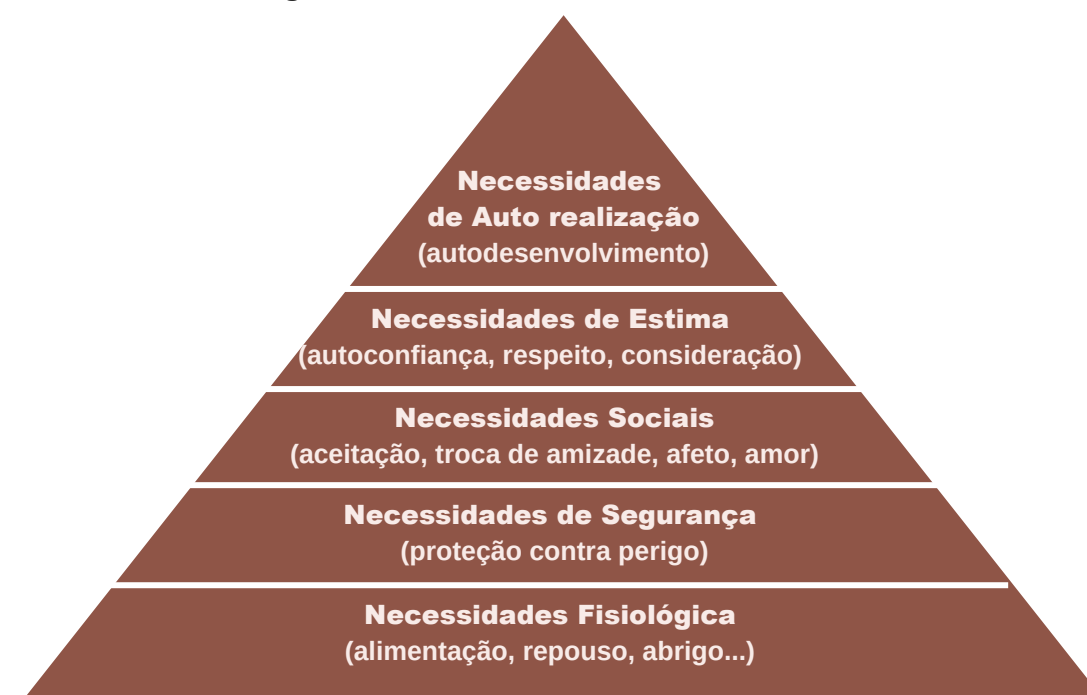 Necessidades
de Auto realização
(autodesenvolvimento)
Necessidades de Estima
(autoconfiança, respeito, consideração)
Necessidades Sociais
(aceitação, troca de amizade, afeto, amor)
Necessidades de Segurança
(proteção contra perigo)
Necessidades Fisiológica
(alimentação, repouso, abrigo...)